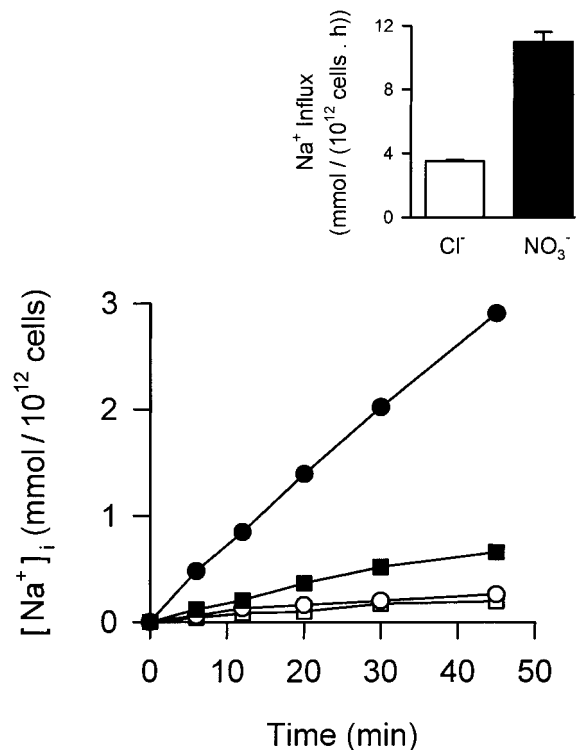 Na⁺ Influx
(mmol / (10¹² cells . h))
12
8
4
0
Cl⁻
NO₃⁻
[Na⁺]ᵢ (mmol / 10¹² cells)
3
2
1
0
0
10
20
30
40
50
Time (min)